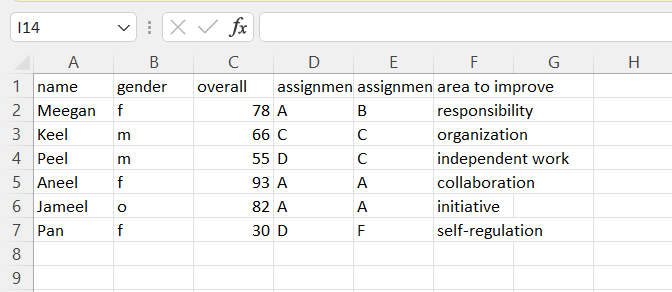 I14 fx
A B C D E F G H
1 name gender overall assignmen assignmen area to improve
2 Meegan f 78 A B responsibility
3 Keel m 66 C C organization
4 Peel m 55 D C independent work
5 Aneel f 93 A A collaboration
6 Jameel o 82 A A initiative
7 Pan f 30 D F self-regulation
8
9